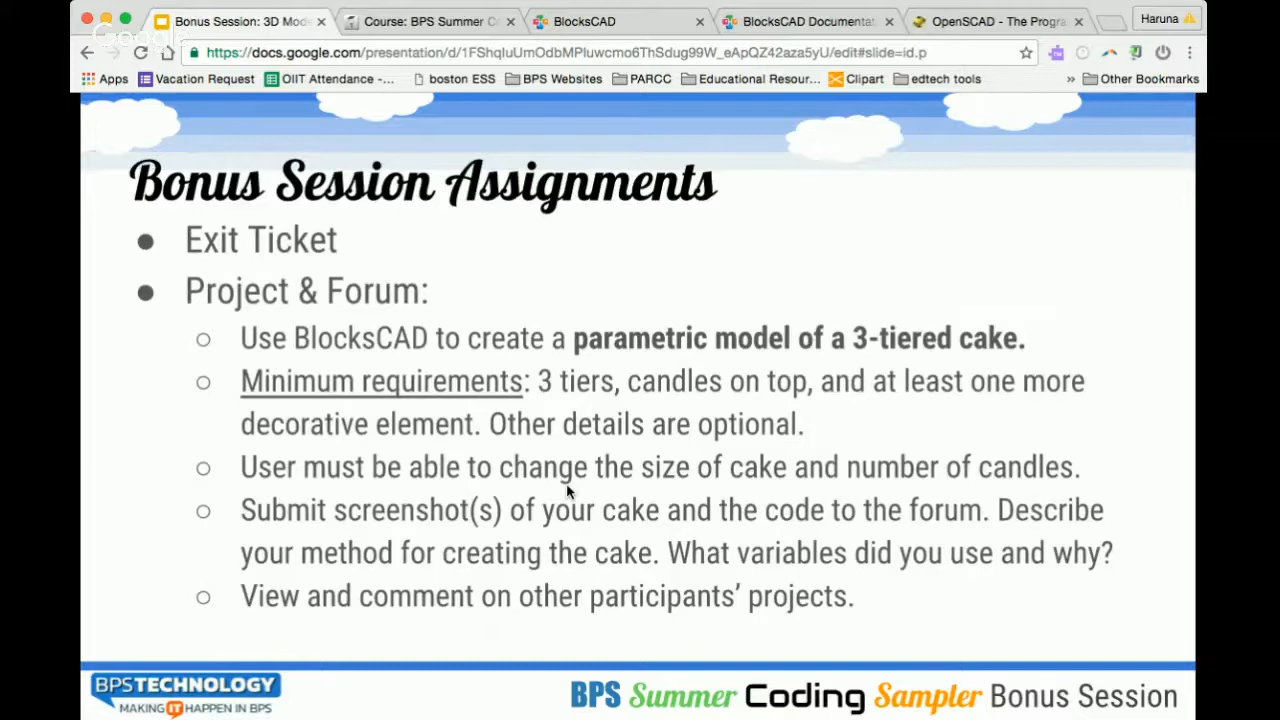 Bonus Session: 3D Mode
Course: BPS Summer Co
BlocksCAD
BlocksCAD Documentat
OpenSCAD - The Progra
Haruna
Google
https://docs.google.com/presentation/d/1FShqIuUmOdbMPluwcmo6ThSdug99W_eApQZ42aza5yU/edit#slide=id.p
Apps
Vacation Request
OIIT Attendance -...
boston ESS
BPS Websites
PARCC
Educational Resour...
Clipart
edtech tools
»
Other Bookmarks
Bonus Session Assignments
● Exit Ticket
● Project & Forum:
○ Use BlocksCAD to create a parametric model of a 3-tiered cake.
○ Minimum requirements: 3 tiers, candles on top, and at least one more
decorative element. Other details are optional.
○ User must be able to change the size of cake and number of candles.
○ Submit screenshot(s) of your cake and the code to the forum. Describe
your method for creating the cake. What variables did you use and why?
○ View and comment on other participants’ projects.
BPSTECHNOLOGY
MAKING IT HAPPEN IN BPS
BPS Summer Coding Sampler Bonus Session